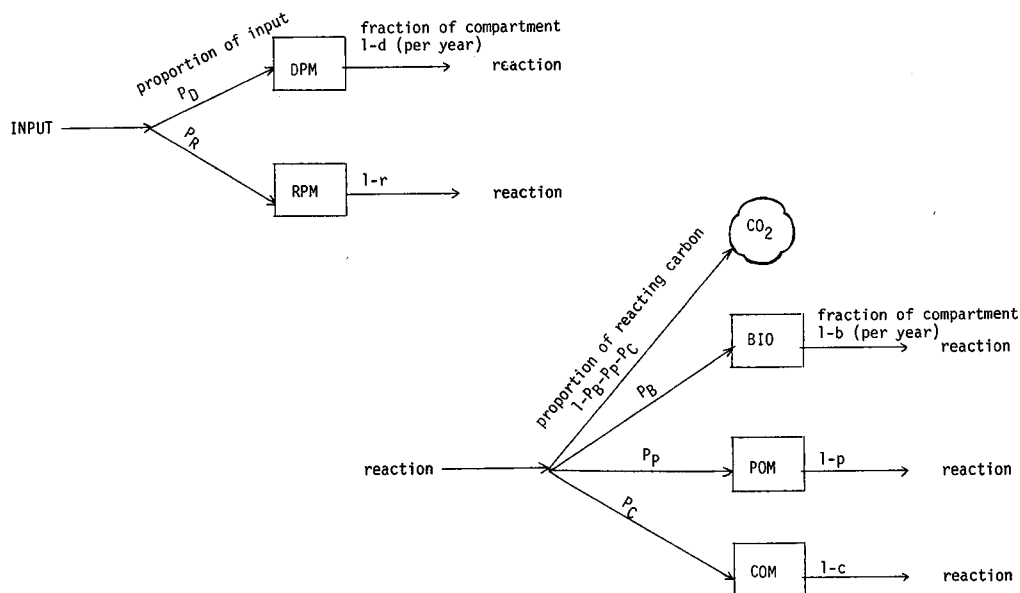 proportion of input
fraction of compartment
1-d (per year)
DPM
reaction
P_D
INPUT
P_R
RPM
1-r
reaction
CO_2
proportion of reacting carbon
1-P_B-P_P-P_C
fraction of compartment
1-b (per year)
BIO
reaction
P_B
reaction
P_P
POM
1-p
reaction
P_C
COM
1-c
reaction